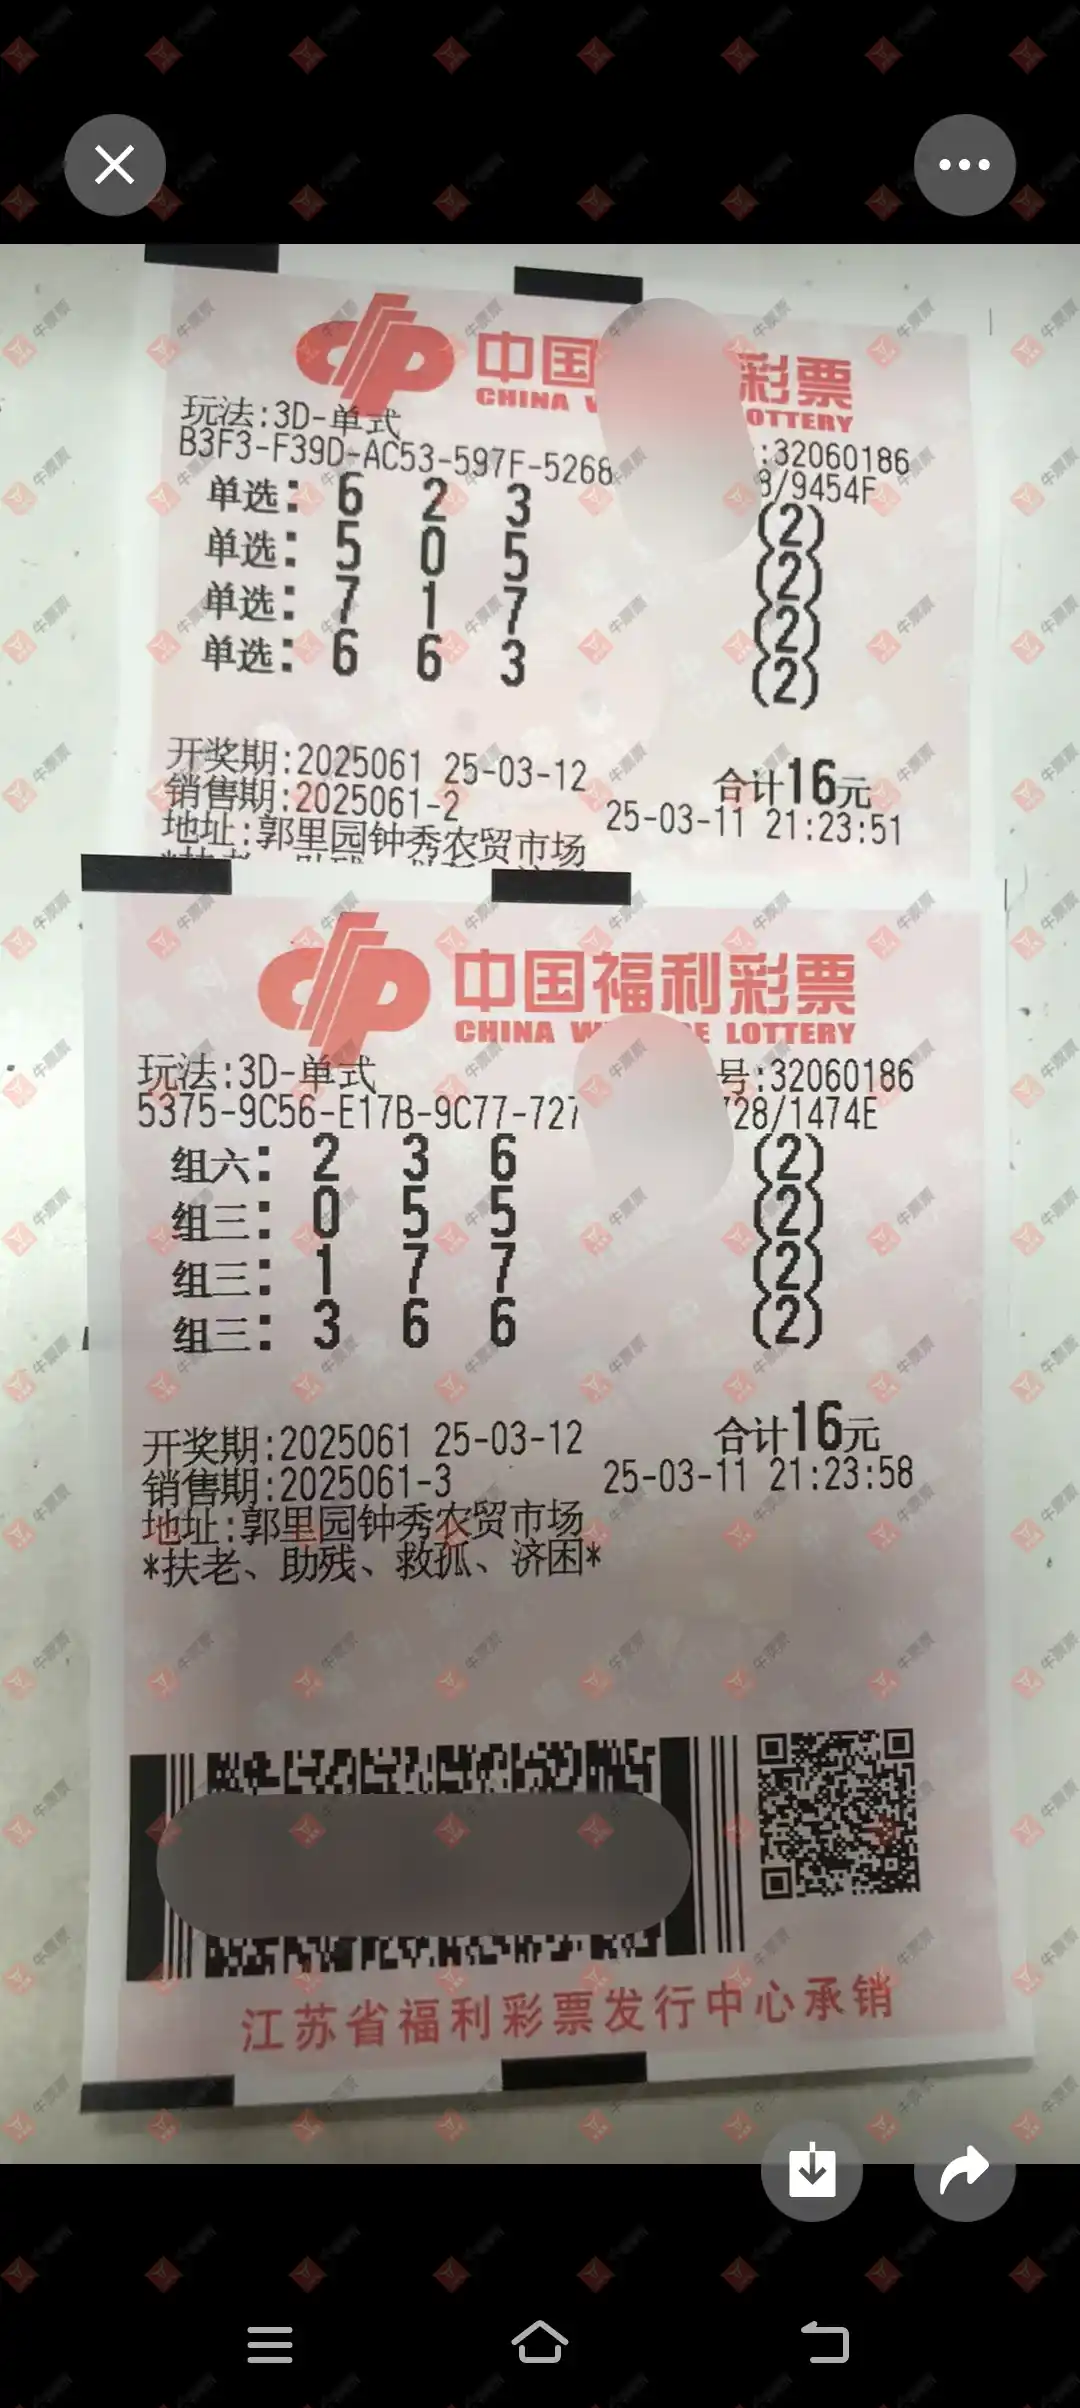 中国 彩票
CHINA OTTERY
玩法:3D-单式
:32060186
B3F3-F39D-AC53-597F-5268 8/9454F
单选: 6 2 3 (2)
单选: 5 0 5 (2)
单选: 7 1 7 (2)
单选: 6 6 3 (2)
开奖期:2025061 25-03-12 合计16元
销售期:2025061-2 25-03-11 21:23:51
地址:郭里园钟秀农贸市场
中国福利彩票
CHINA W E LOTTERY
玩法:3D-单式 号:32060186
5375-9C56-E17B-9C77-727 728/1474E
组六: 2 3 6 (2)
组三: 0 5 5 (2)
组三: 1 7 7 (2)
组三: 3 6 6 (2)
开奖期:2025061 25-03-12 合计16元
销售期:2025061-3 25-03-11 21:23:58
地址:郭里园钟秀农贸市场
*扶老、助残、救孤、济困*
江苏省福利彩票发行中心承销
牛票票